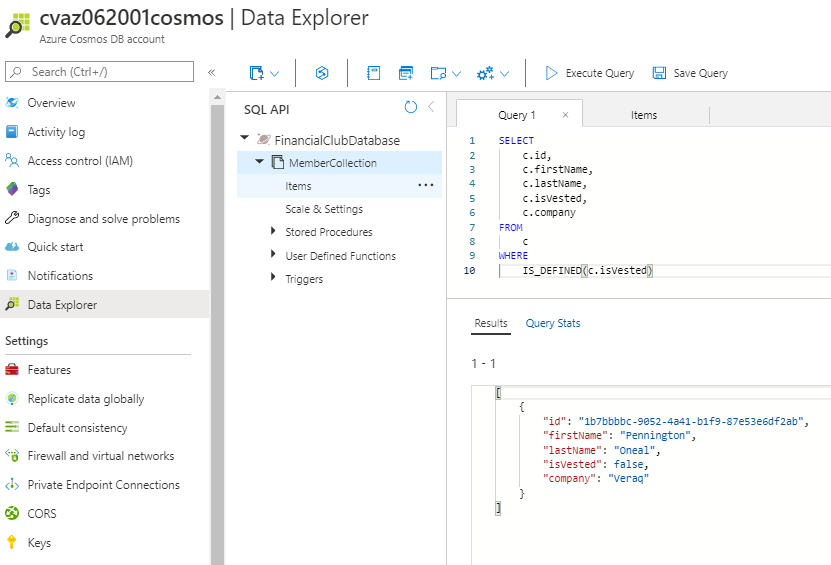 cvaz062001cosmos | Data Explorer
Azure Cosmos DB account
Search (Ctrl+/)
«
Overview
Activity log
Access control (IAM)
Tags
Diagnose and solve problems
Quick start
Notifications
Data Explorer
Settings
Features
Replicate data globally
Default consistency
Firewall and virtual networks
Private Endpoint Connections
CORS
Keys
Execute Query
Save Query
SQL API
FinancialClubDatabase
MemberCollection
Items
...
Scale & Settings
Stored Procedures
User Defined Functions
Triggers
Query 1 ×
Items
1 SELECT
2 c.id,
3 c.firstName,
4 c.lastName,
5 c.isVested,
6 c.company
7 FROM
8 c
9 WHERE
10 IS_DEFINED(c.isVested)
Results
Query Stats
1 - 1
[
{
"id": "1b7bbbbc-9052-4a41-b1f9-87e53e6df2ab",
"firstName": "Pennington",
"lastName": "Oneal",
"isVested": false,
"company": "Veraq"
}
]